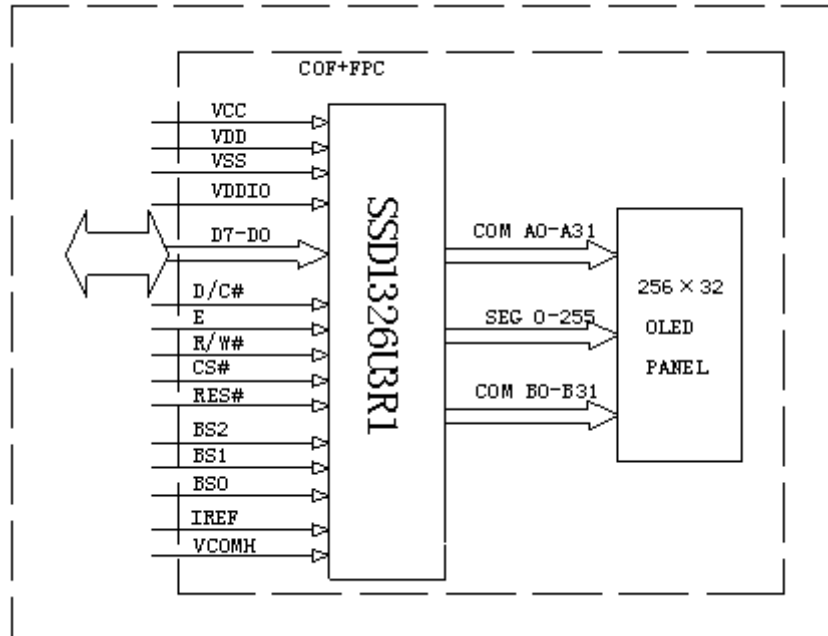 COF+FPC
VCC
VDD
VSS
VDDIO
D7-D0
D/C#
E
R/W#
CS#
RES#
BS2
BS1
BS0
IREF
VCOMH
SSD1326U3R1
COM A0-A31
SEG 0-255
COM B0-B31
256×32
OLED
PANEL